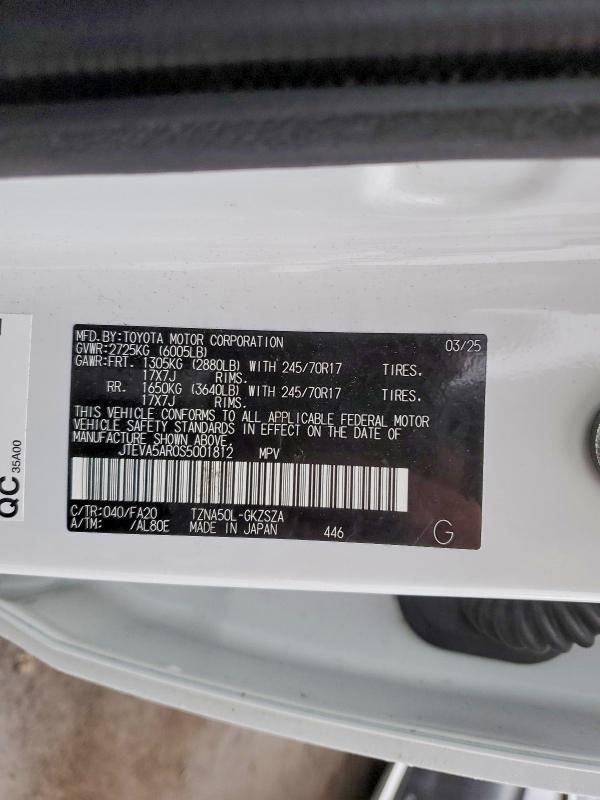 MFD.BY:TOYOTA MOTOR CORPORATION 03/25
GVWR:2725KG (6005LB)
GAWR:FRT. 1305KG (2880LB) WITH 245/70R17 TIRES.
17X7J RIMS.
RR. 1650KG (3640LB) WITH 245/70R17 TIRES.
17X7J RIMS.
THIS VEHICLE CONFORMS TO ALL APPLICABLE FEDERAL MOTOR
VEHICLE SAFETY STANDARDS IN EFFECT ON THE DATE OF
MANUFACTURE SHOWN ABOVE.
JTEVA5AR0S5001812 MPV
C/TR:040/FA20 TZNA50L-GKZSZA
A/TM: /AL80E MADE IN JAPAN 446 G
QC 35A00